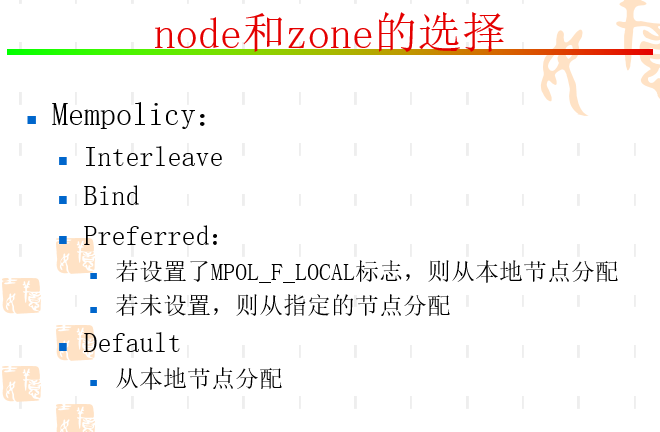 node和zone的选择
Mempolicy：
Interleave
Bind
Preferred：
若设置了MPOL_F_LOCAL标志，则从本地节点分配
若未设置，则从指定的节点分配
Default
从本地节点分配